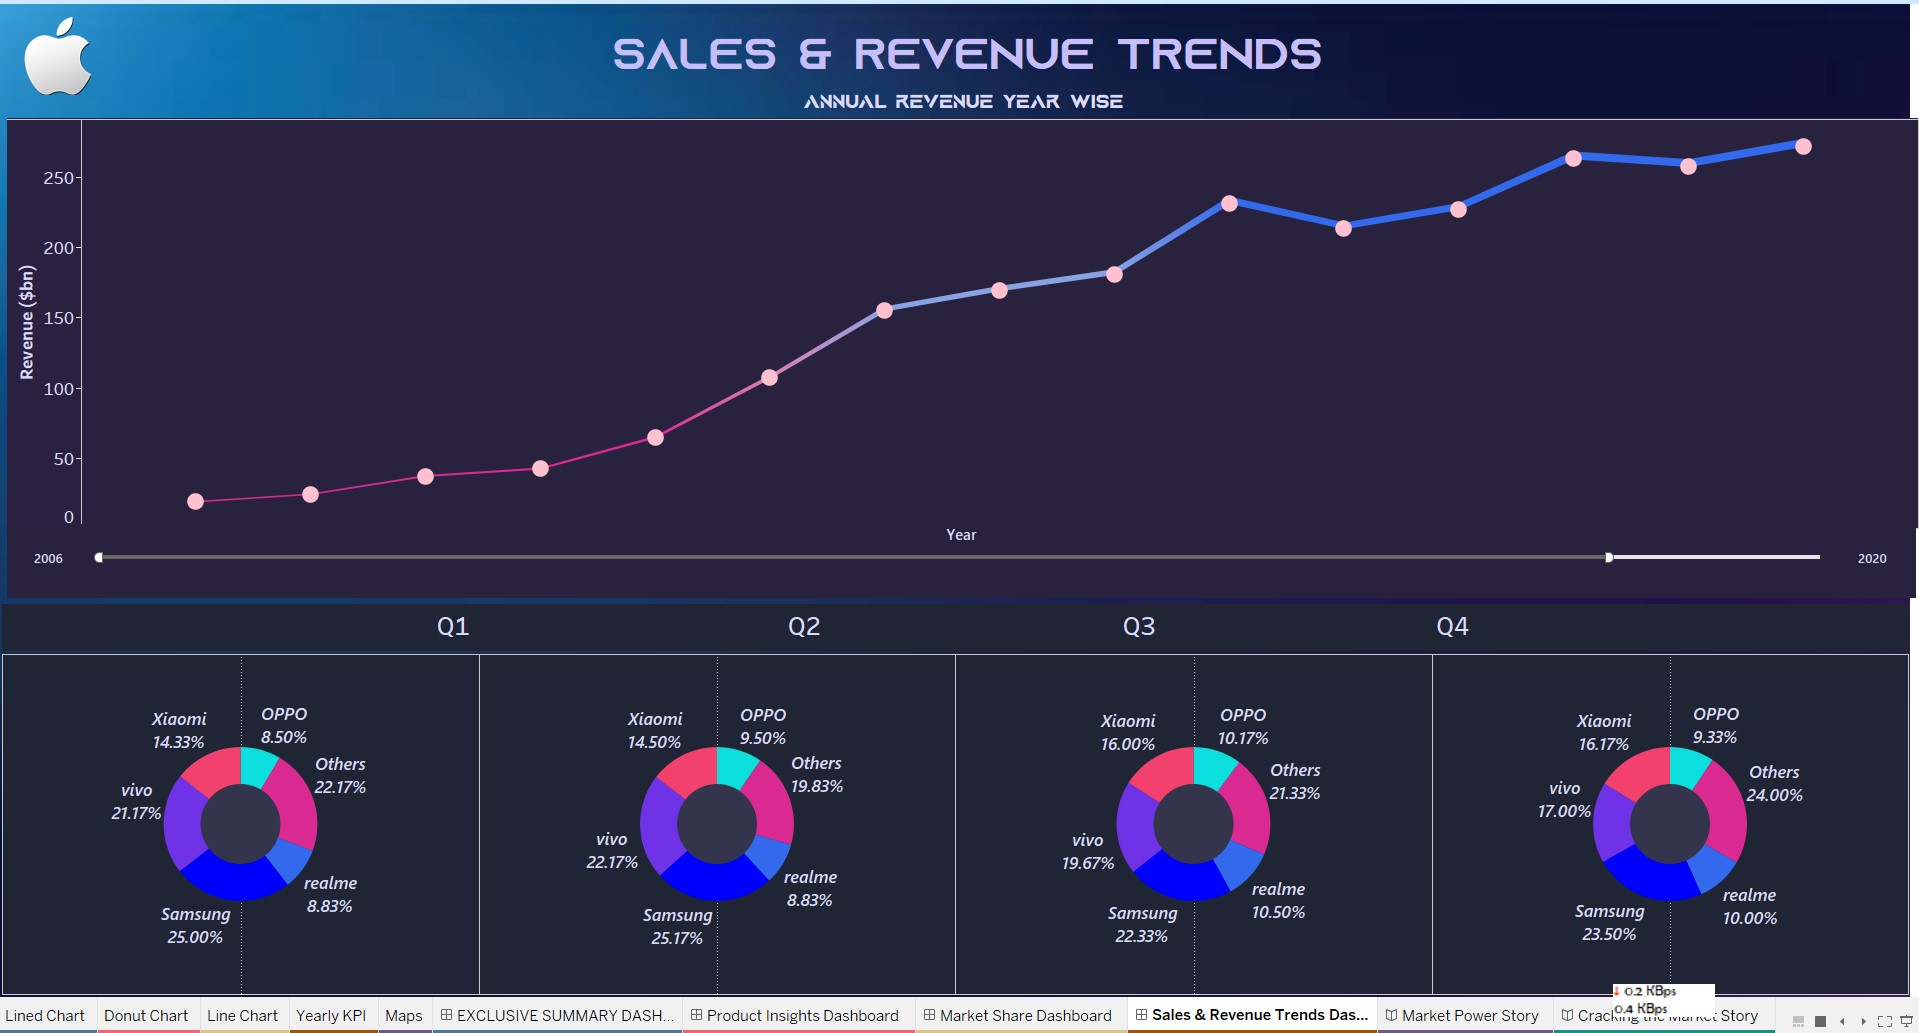 SALES & REVENUE TRENDS
ANNUAL REVENUE YEAR WISE
Revenue ($bn)
250
200
150
100
50
0
Year
2006
2020
Q1 Q2 Q3 Q4
Xiaomi
14.33%
OPPO
8.50%
Others
22.17%
vivo
21.17%
realme
8.83%
Samsung
25.00%
Xiaomi
14.50%
OPPO
9.50%
Others
19.83%
vivo
22.17%
realme
8.83%
Samsung
25.17%
Xiaomi
16.00%
OPPO
10.17%
Others
21.33%
vivo
19.67%
realme
10.50%
Samsung
22.33%
Xiaomi
16.17%
OPPO
9.33%
Others
24.00%
vivo
17.00%
realme
10.00%
Samsung
23.50%
↓ 0.2 KBps
0.4 KBps
Lined Chart Donut Chart Line Chart Yearly KPI Maps EXCLUSIVE SUMMARY DASH... Product Insights Dashboard Market Share Dashboard Sales & Revenue Trends Das... Market Power Story Cracking the Market Story